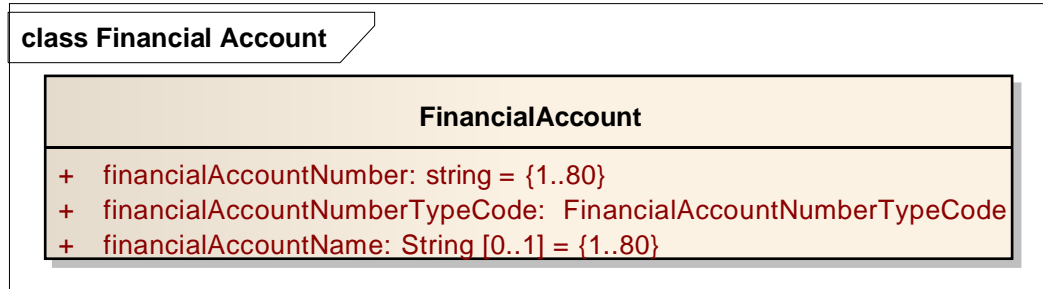 class Financial Account
FinancialAccount
+ financialAccountNumber: string = {1..80}
+ financialAccountNumberTypeCode: FinancialAccountNumberTypeCode
+ financialAccountName: String [0..1] = {1..80}